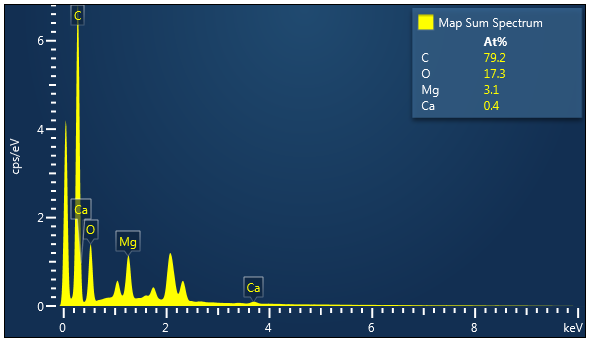 Map Sum Spectrum
At%
C 79.2
O 17.3
Mg 3.1
Ca 0.4
C
6
4
cps/eV
Ca
2
O
Mg
Ca
0
0 2 4 6 8 keV